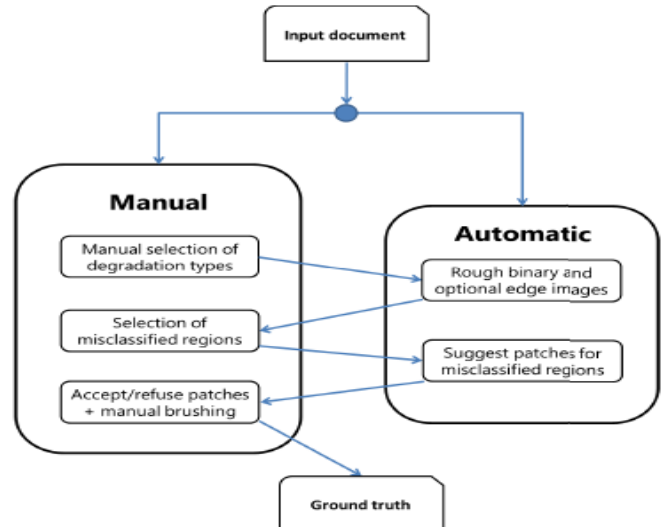 Input document
Manual
Manual selection of
degradation types
Selection of
misclassified regions
Accept/refuse patches
+ manual brushing
Automatic
Rough binary and
optional edge images
Suggest patches for
misclassified regions
Ground truth